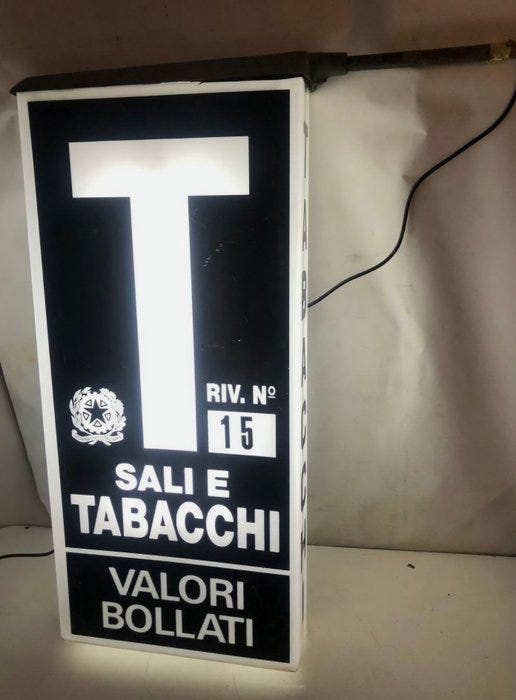 T
RIV. Nº
15
SALI E
TABACCHI
VALORI
BOLLATI
TABACCHI